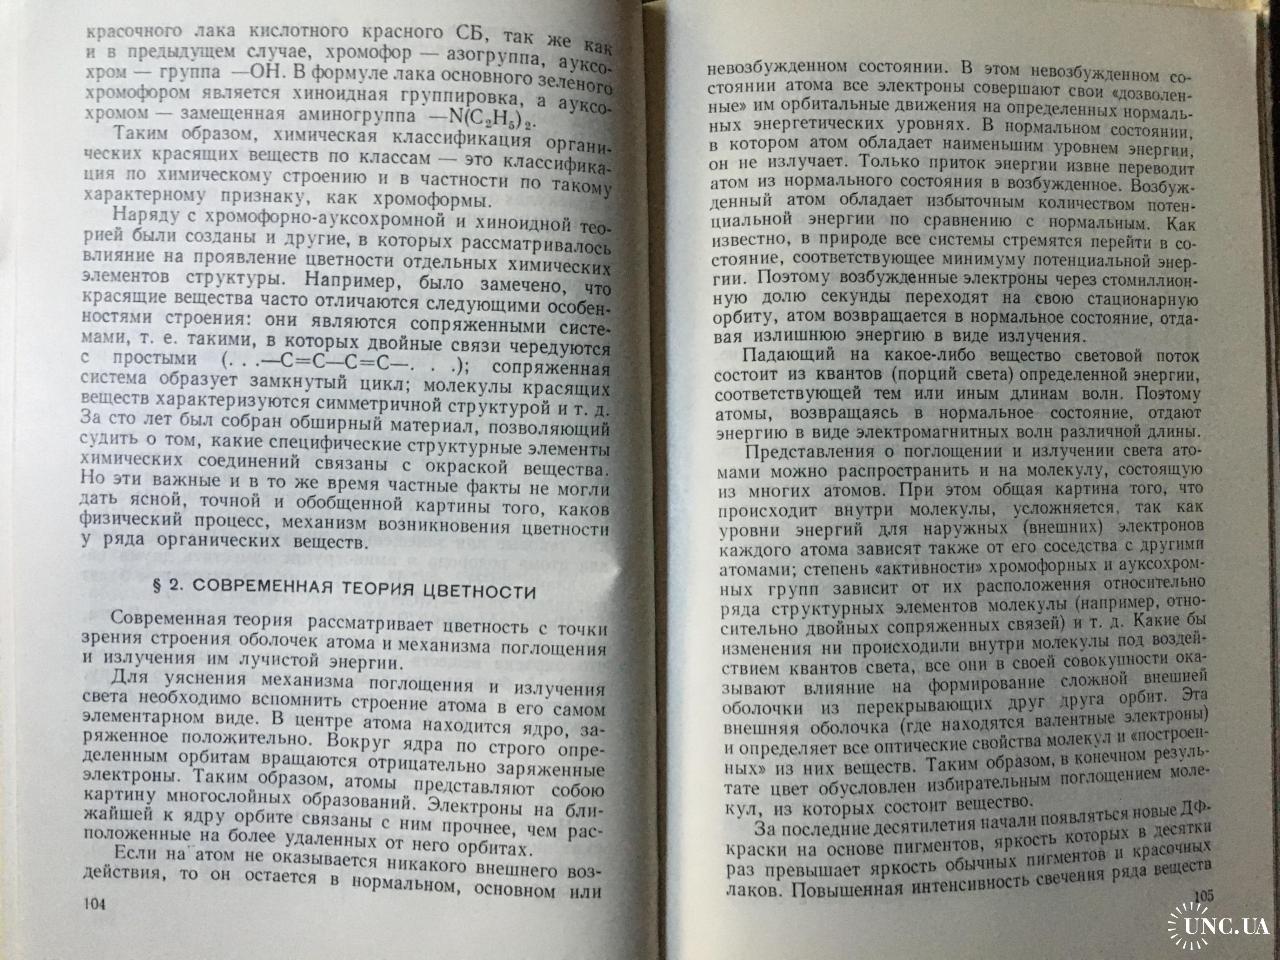 красочного лака кислотного красного СБ, так же как
и в предыдущем случае, хромофор — азогруппа, ауксо-
хром — группа —ОН. В формуле лака основного зеленого
хромофором является хиноидная группировка, а ауксо-
хромом — замещенная аминогруппа —N(C₂H₅)₂.
Таким образом, химическая классификация органи-
ческих красящих веществ по классам — это классифика-
ция по химическому строению и в частности по такому
характерному признаку, как хромоформы.
Наряду с хромофорно-ауксохромной и хиноидной тео-
рией были созданы и другие, в которых рассматривалось
влияние на проявление цветности отдельных химических
элементов структуры. Например, было замечено, что
красящие вещества часто отличаются следующими особен-
ностями строения: они являются сопряженными систе-
мами, т. е. такими, в которых двойные связи чередуются
с простыми (. . .—С=С—С=С—. . .); сопряженная
система образует замкнутый цикл; молекулы красящих
веществ характеризуются симметричной структурой и т. д.
За сто лет был собран обширный материал, позволяющий
судить о том, какие специфические структурные элементы
химических соединений связаны с окраской вещества.
Но эти важные и в то же время частные факты не могли
дать ясной, точной и обобщенной картины того, каков
физический процесс, механизм возникновения цветности
у ряда органических веществ.
§ 2. СОВРЕМЕННАЯ ТЕОРИЯ ЦВЕТНОСТИ
Современная теория рассматривает цветность с точки
зрения строения оболочек атома и механизма поглощения
и излучения им лучистой энергии.
Для уяснения механизма поглощения и излучения
света необходимо вспомнить строение атома в его самом
элементарном виде. В центре атома находится ядро, за-
ряженное положительно. Вокруг ядра по строго опре-
деленным орбитам вращаются отрицательно заряженные
электроны. Таким образом, атомы представляют собою
картину многослойных образований. Электроны на бли-
жайшей к ядру орбите связаны с ним прочнее, чем рас-
положенные на более удаленных от него орбитах.
Если на атом не оказывается никакого внешнего воз-
действия, то он остается в нормальном, основном или
104
невозбужденном состоянии. В этом невозбужденном со-
стоянии атома все электроны совершают свои «дозволен-
ные» им орбитальные движения на определенных нормаль-
ных энергетических уровнях. В нормальном состоянии,
в котором атом обладает наименьшим уровнем энергии,
он не излучает. Только приток энергии извне переводит
атом из нормального состояния в возбужденное. Возбуж-
денный атом обладает избыточным количеством потен-
циальной энергии по сравнению с нормальным. Как
известно, в природе все системы стремятся перейти в со-
стояние, соответствующее минимуму потенциальной энер-
гии. Поэтому возбужденные электроны через стомиллион-
ную долю секунды переходят на свою стационарную
орбиту, атом возвращается в нормальное состояние, отда-
вая излишнюю энергию в виде излучения.
Падающий на какое-либо вещество световой поток
состоит из квантов (порций света) определенной энергии,
соответствующей тем или иным длинам волн. Поэтому
атомы, возвращаясь в нормальное состояние, отдают
энергию в виде электромагнитных волн различной длины.
Представления о поглощении и излучении света ато-
мами можно распространить и на молекулу, состоящую
из многих атомов. При этом общая картина того, что
происходит внутри молекулы, усложняется, так как
уровни энергий для наружных (внешних) электронов
каждого атома зависят также от его соседства с другими
атомами; степень «активности» хромофорных и ауксохром-
ных групп зависит от их расположения относительно
ряда структурных элементов молекулы (например, отно-
сительно двойных сопряженных связей) и т. д. Какие бы
изменения ни происходили внутри молекулы под воздей-
ствием квантов света, все они в своей совокупности ока-
зывают влияние на формирование сложной внешней
оболочки из перекрывающих друг друга орбит. Эта
внешняя оболочка (где находятся валентные электроны)
и определяет все оптические свойства молекул и «построен-
ных» из них веществ. Таким образом, в конечном резуль-
тате цвет обусловлен избирательным поглощением моле-
кул, из которых состоит вещество.
За последние десятилетия начали появляться новые ДФ-
краски на основе пигментов, яркость которых в десятки
раз превышает яркость обычных пигментов и красочных
лаков. Повышенная интенсивность свечения ряда веществ
105
UNC.UA